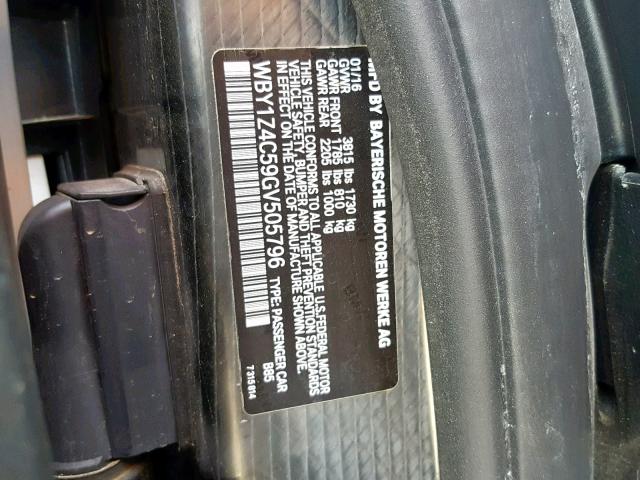 MFD BY BAYERISCHE MOTOREN WERKE AG
01/16
GVWR 3815 lbs 1730 kg
GAWR FRONT 1785 lbs 810 kg
GAWR REAR 2205 lbs 1000 kg
THIS VEHICLE CONFORMS TO ALL APPLICABLE U.S. FEDERAL MOTOR
VEHICLE SAFETY, BUMPER AND THEFT PREVENTION STANDARDS
IN EFFECT ON THE DATE OF MANUFACTURE SHOWN ABOVE.
WBY1Z4C59GV505796 TYPE: PASSENGER CAR
B85
7315614